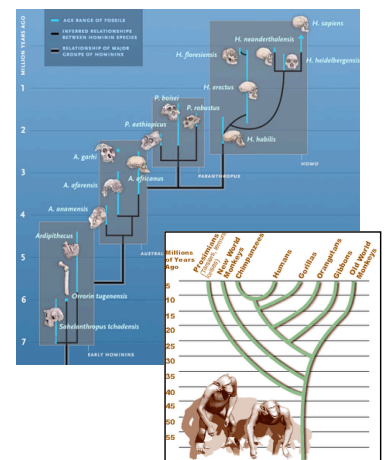 MILLION YEARS AGO
AGE RANGE OF FOSSILS
INFERRED RELATIONSHIPS
BETWEEN HOMININ SPECIES
RELATIONSHIP OF MAJOR
GROUPS OF HOMININS
H. sapiens
H. neanderthalensis
H. floresiensis
H. heidelbergensis
1
H. erectus
P. boisei
P. robustus
2
P. aethiopicus
H. habilis
HOMO
A. garhi
3
A. africanus
PARANTHROPUS
A. afarensis
4
A. anamensis
AUSTRA
Ardipithecus
5
Orrorin tugenensis
6
Sahelanthropus tchadensis
7
EARLY HOMININS
Millions
of Years
Ago
Prosimians
New World
Monkeys
Chimpanzees
Humans
Gorillas
Orangutans
Gibbons
Old World
Monkeys
5
10
15
20
25
30
35
40
45
50
55